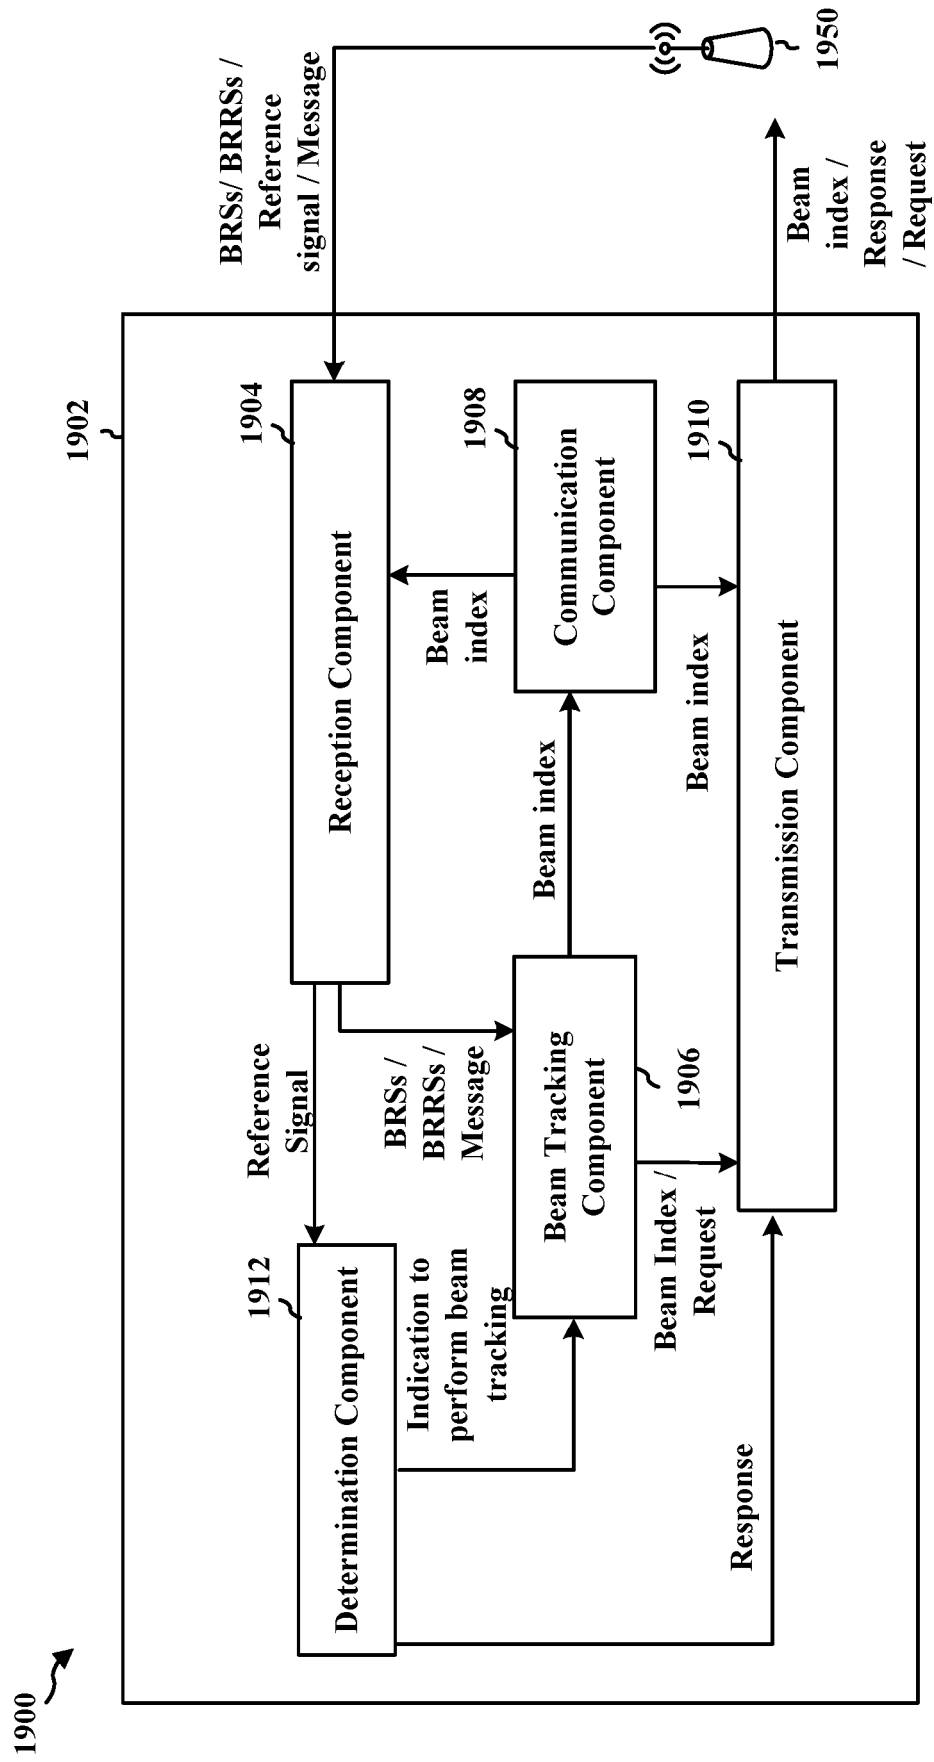 1900
1902
BRSs/ BRRSs /
Reference
signal / Message
1950
1904
Reception Component
Reference
Signal
1912
Determination Component
BRSs /
BRRSs /
Message
Beam
index
1908
Communication
Component
Beam index
Beam Tracking
Component
1906
Indication to
perform beam
tracking
Beam Index /
Request
Beam index
1910
Transmission Component
Response
Beam
index /
Response
/ Request